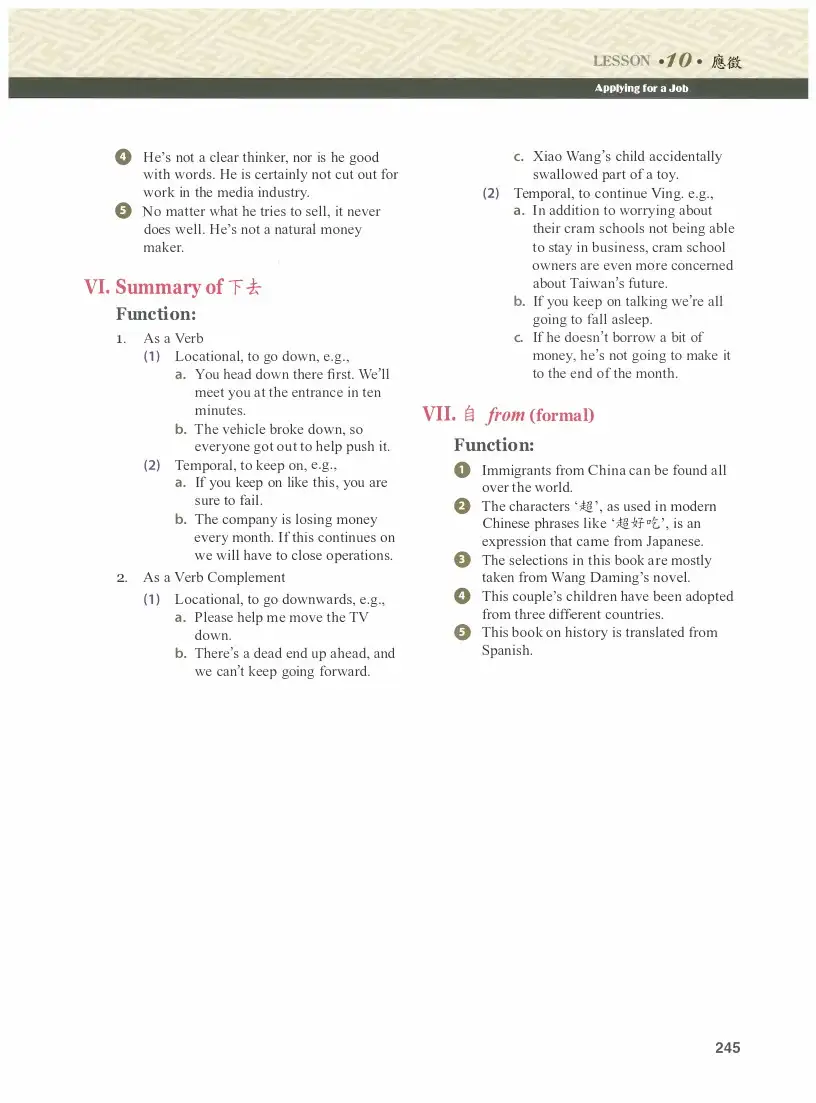 LESSON •10• 應徵
Applying for a Job
4 He's not a clear thinker, nor is he good
with words. He is certainly not cut out for
work in the media industry.
5 No matter what he tries to sell, it never
does well. He's not a natural money
maker.
VI. Summary of 下去
Function:
1. As a Verb
(1) Locational, to go down, e.g.,
a. You head down there first. We'll
meet you at the entrance in ten
minutes.
b. The vehicle broke down, so
everyone got out to help push it.
(2) Temporal, to keep on, e.g.,
a. If you keep on like this, you are
sure to fail.
b. The company is losing money
every month. If this continues on
we will have to close operations.
2. As a Verb Complement
(1) Locational, to go downwards, e.g.,
a. Please help me move the TV
down.
b. There's a dead end up ahead, and
we can't keep going forward.
c. Xiao Wang's child accidentally
swallowed part of a toy.
(2) Temporal, to continue Ving. e.g.,
a. In addition to worrying about
their cram schools not being able
to stay in business, cram school
owners are even more concerned
about Taiwan's future.
b. If you keep on talking we're all
going to fall asleep.
c. If he doesn't borrow a bit of
money, he's not going to make it
to the end of the month.
VII. 自 from (formal)
Function:
1 Immigrants from China can be found all
over the world.
2 The characters '超', as used in modern
Chinese phrases like '超好吃', is an
expression that came from Japanese.
3 The selections in this book are mostly
taken from Wang Daming's novel.
4 This couple's children have been adopted
from three different countries.
5 This book on history is translated from
Spanish.
245